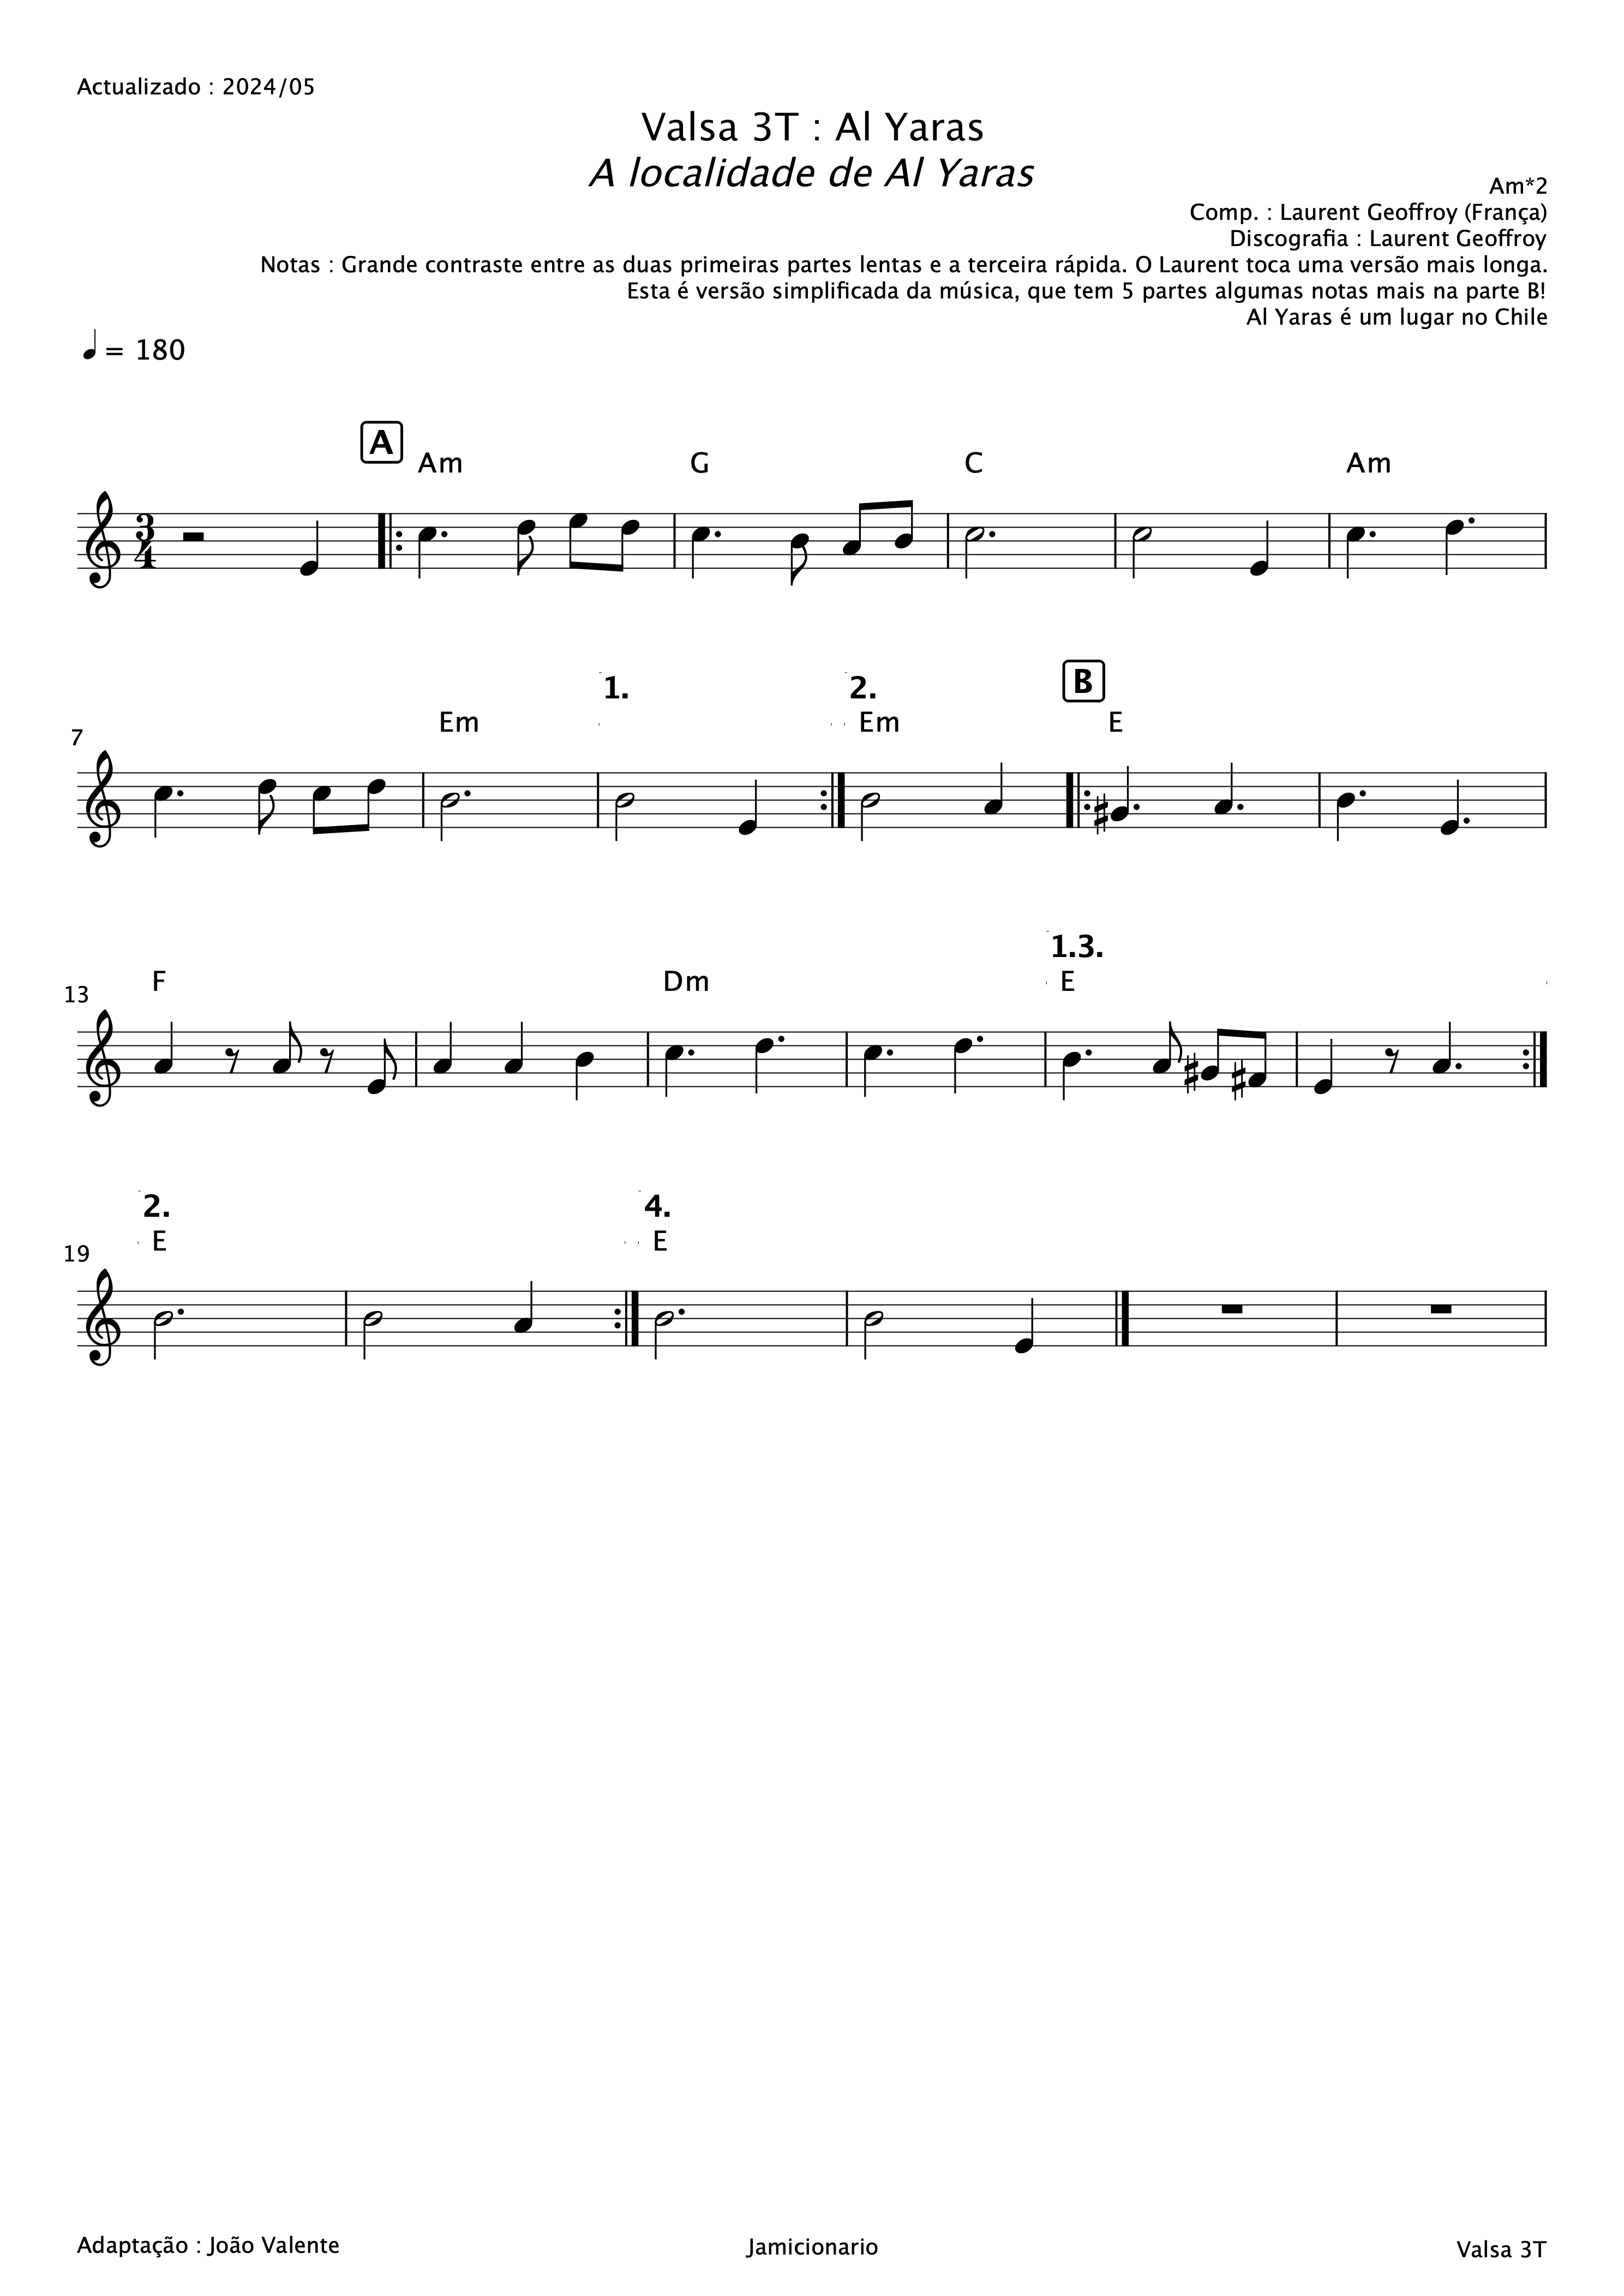 Actualizado : 2024/05
Valsa 3T : Al Yaras
A localidade de Al Yaras
Am*2
Comp. : Laurent Geoffroy (França)
Discografia : Laurent Geoffroy
Notas : Grande contraste entre as duas primeiras partes lentas e a terceira rápida. O Laurent toca uma versão mais longa.
Esta é versão simplificada da música, que tem 5 partes algumas notas mais na parte B!
Al Yaras é um lugar no Chile
= 180
A
Am G C Am
3
4
1. 2. B
Em Em E
7
1.3.
F Dm E
13
2. 4.
E E
19
Adaptação : João Valente Jamicionario Valsa 3T